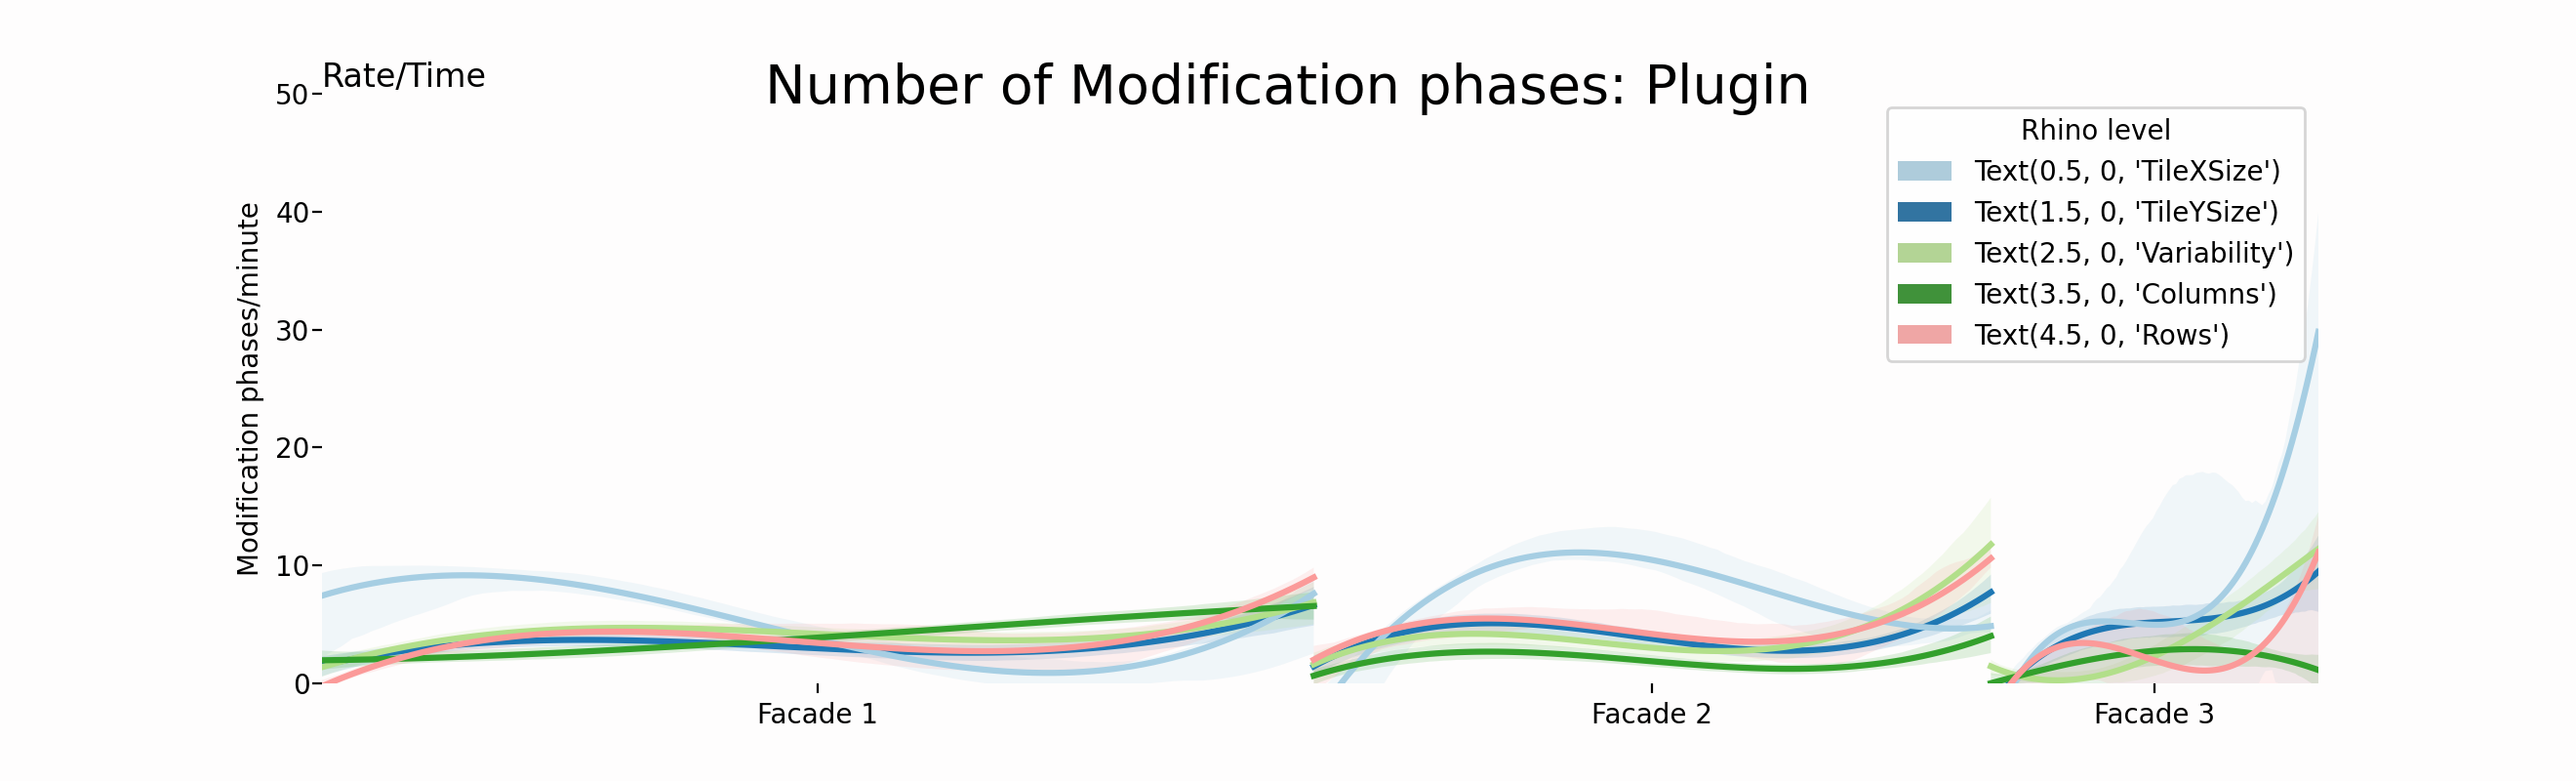 Rate/Time
Number of Modification phases: Plugin
50
40
30
20
10
0
Modification phases/minute
Rhino level
Text(0.5, 0, 'TileXSize')
Text(1.5, 0, 'TileYSize')
Text(2.5, 0, 'Variability')
Text(3.5, 0, 'Columns')
Text(4.5, 0, 'Rows')
Facade 1
Facade 2
Facade 3